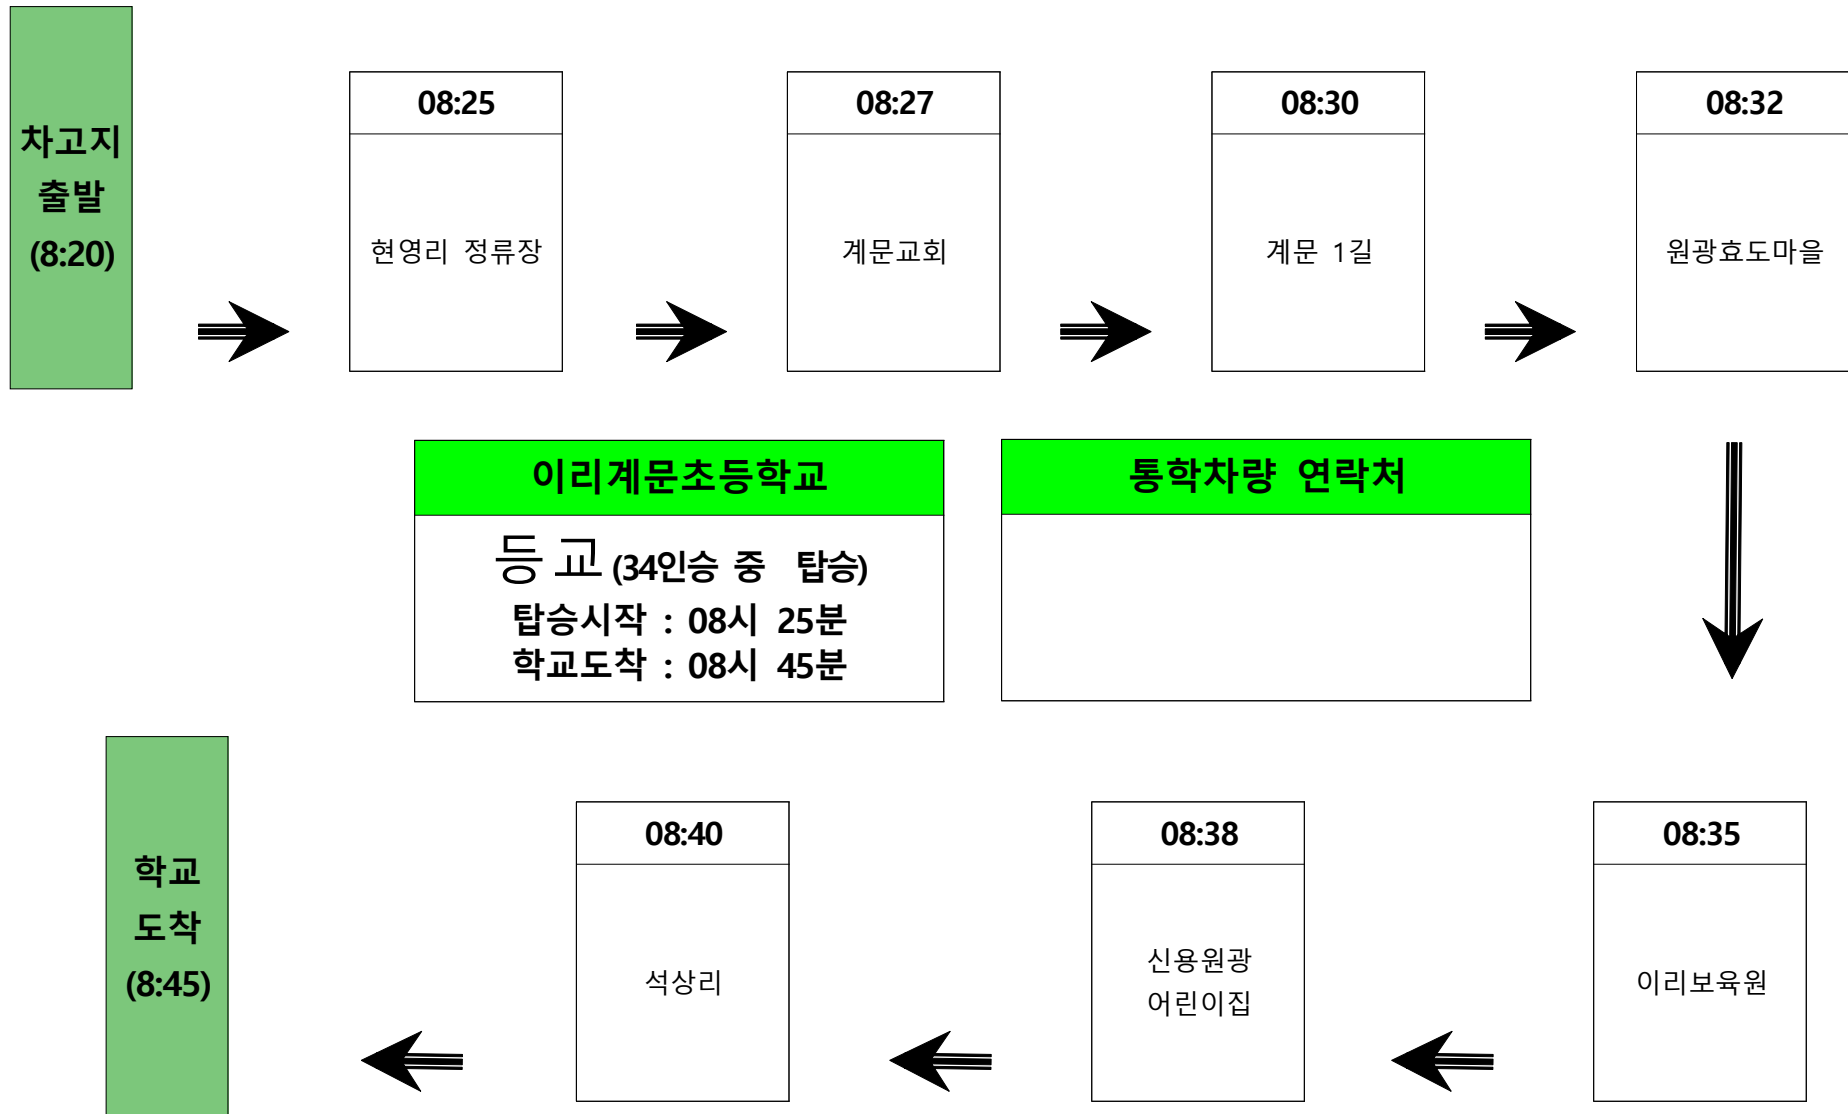 차고지
출발
(8:20)
08:25
현영리 정류장
08:27
계문교회
08:30
계문 1길
08:32
원광효도마을
이리계문초등학교
등교 (34인승 중 탑승)
탑승시작 : 08시 25분
학교도착 : 08시 45분
통학차량 연락처
08:35
이리보육원
08:38
신용원광
어린이집
08:40
석상리
학교
도착
(8:45)